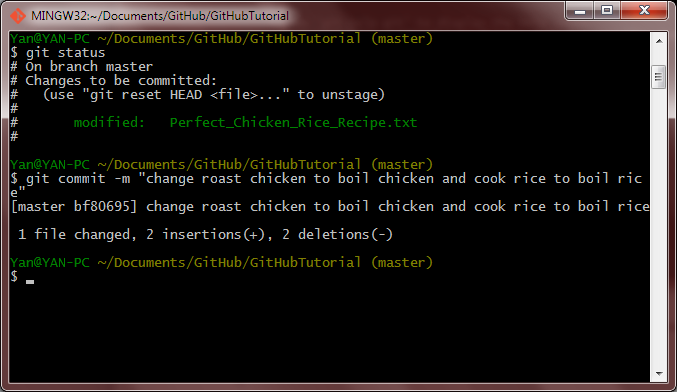 MINGW32:~/Documents/GitHub/GitHubTutorial
Yan@YAN-PC ~/Documents/GitHub/GitHubTutorial (master)
$ git status
# On branch master
# Changes to be committed:
#   (use "git reset HEAD <file>..." to unstage)
#
#       modified:   Perfect_Chicken_Rice_Recipe.txt
#
Yan@YAN-PC ~/Documents/GitHub/GitHubTutorial (master)
$ git commit -m "change roast chicken to boil chicken and cook rice to boil ric
e"
[master bf80695] change roast chicken to boil chicken and cook rice to boil rice
 1 file changed, 2 insertions(+), 2 deletions(-)
Yan@YAN-PC ~/Documents/GitHub/GitHubTutorial (master)
$